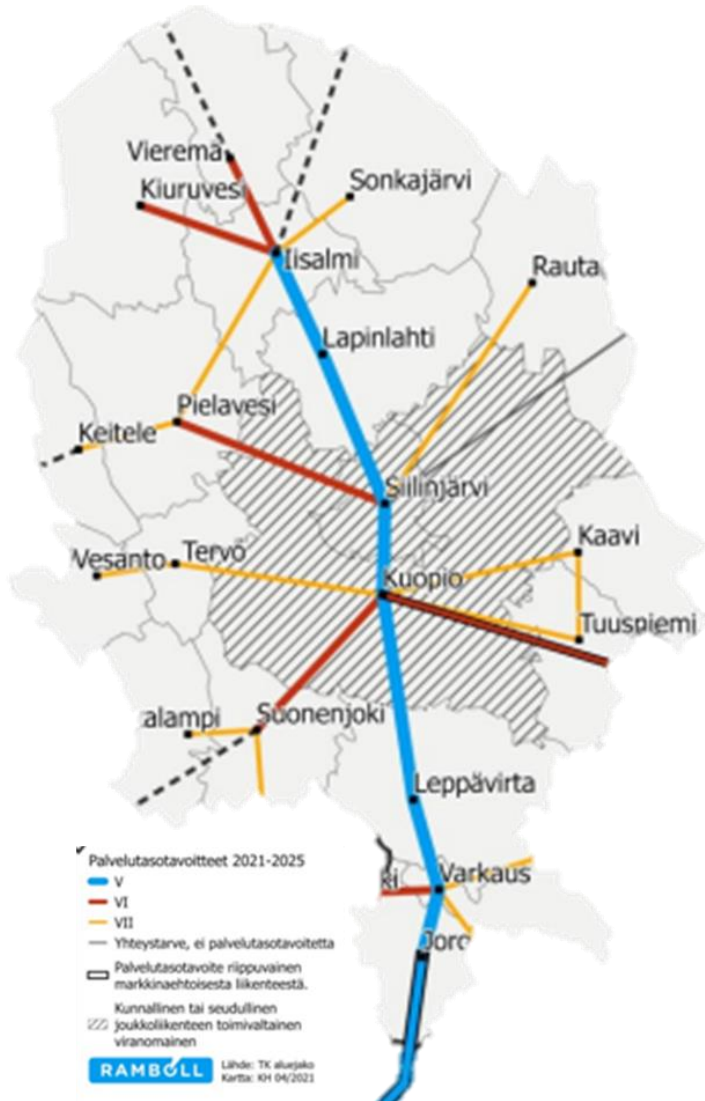 Vieremä
Kiuruvesi
Sonkajärvi
Iisalmi
Rauta
Lapinlahti
Pielavesi
Keitele
Siilinjärvi
Vesanto
Tervo
Kaavi
Kuopio
Tuusniemi
alampi
Suonenjoki
Leppävirta
ki
Varkaus
Joro
Palvelutasotavoitteet 2021-2025
V
VI
VII
Yhteystarve, ei palvelutasotavoitetta
Palvelutasotavoite riippuvainen
markkinaehtoisesta liikenteestä.
Kunnallinen tai seudullinen
joukkoliikenteen toimivaltainen
viranomainen
RAMBOLL
Lähde: TK aluejako
Kartta: KH 04/2021